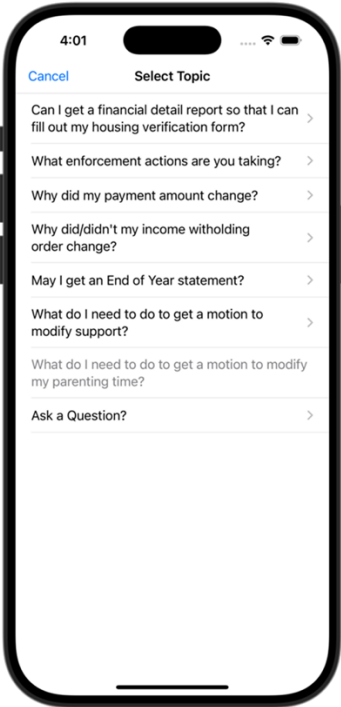 4:01
Cancel
Select Topic
Can I get a financial detail report so that I can
fill out my housing verification form?
What enforcement actions are you taking?
Why did my payment amount change?
Why did/didn't my income witholding
order change?
May I get an End of Year statement?
What do I need to do to get a motion to
modify support?
What do I need to do to get a motion to modify
my parenting time?
Ask a Question?